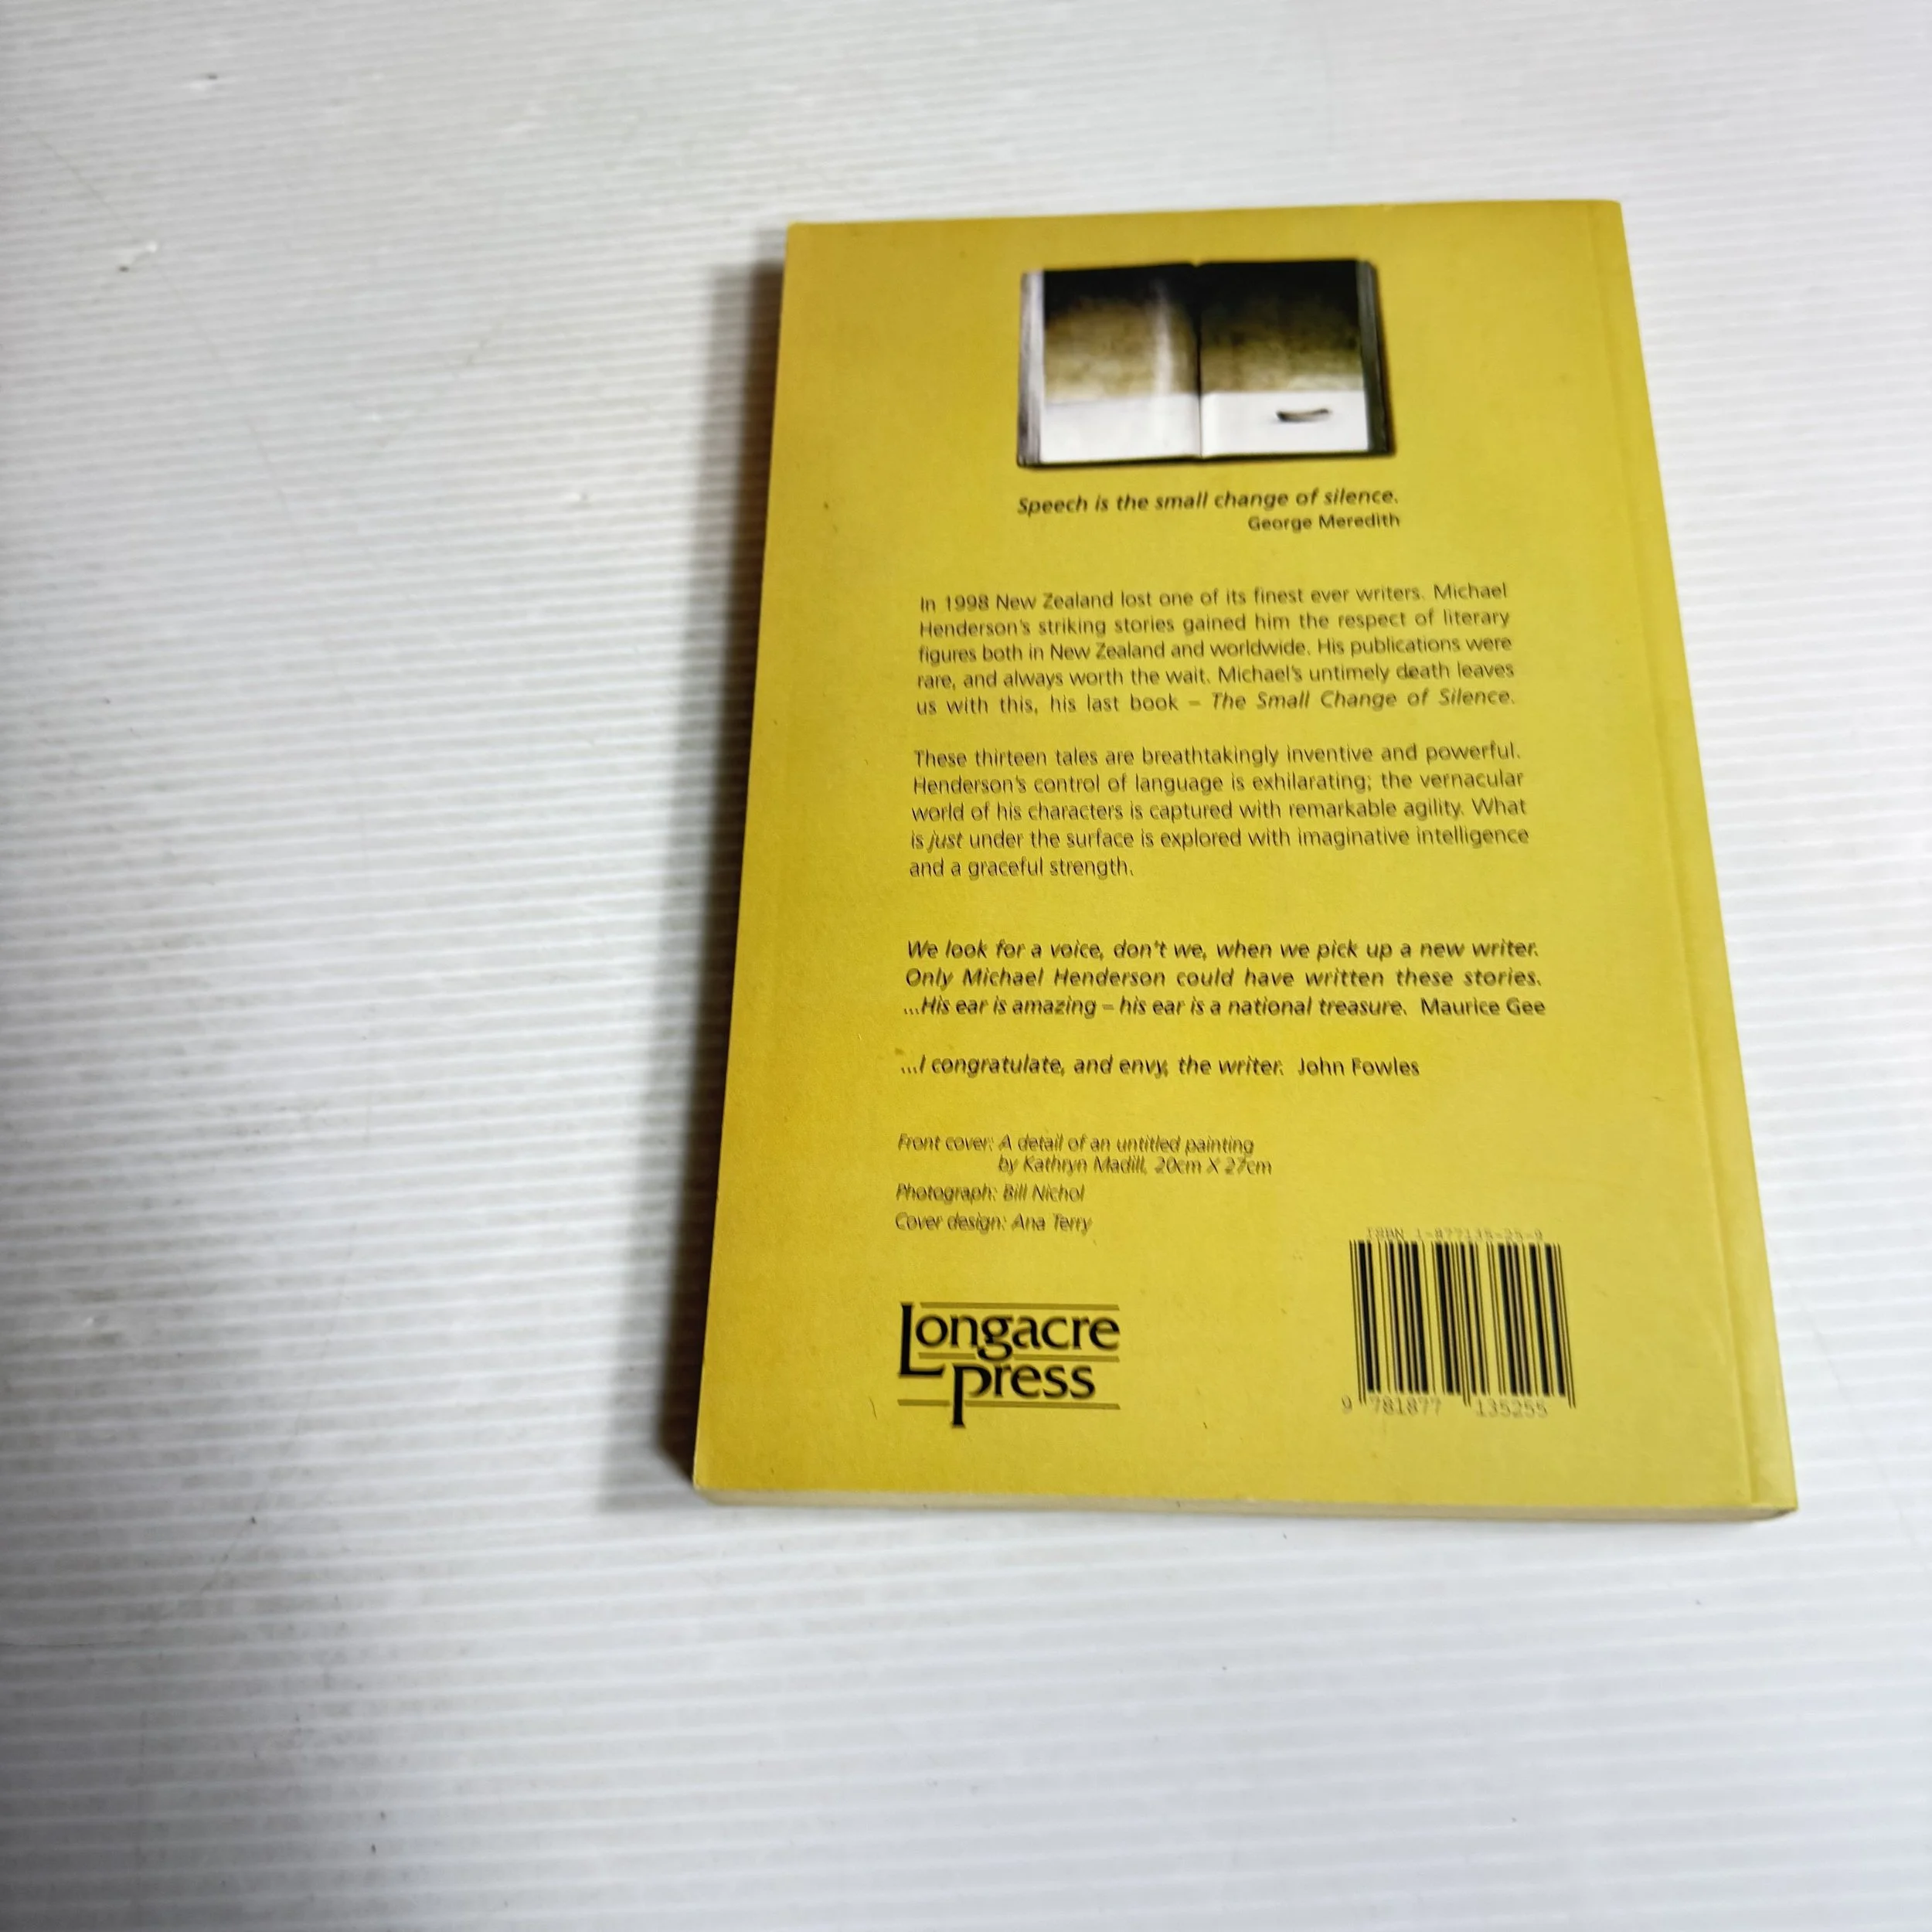 Speech is the small change of silence.
George Meredith
In 1998 New Zealand lost one of its finest ever writers. Michael
Henderson's striking stories gained him the respect of literary
figures both in New Zealand and worldwide. His publications were
rare, and always worth the wait. Michael's untimely death leaves
us with this, his last book – The Small Change of Silence.
These thirteen tales are breathtakingly inventive and powerful.
Henderson's control of language is exhilarating; the vernacular
world of his characters is captured with remarkable agility. What
is just under the surface is explored with imaginative intelligence
and a graceful strength.
We look for a voice, don't we, when we pick up a new writer.
Only Michael Henderson could have written these stories.
...His ear is amazing – his ear is a national treasure. Maurice Gee
...I congratulate, and envy, the writer. John Fowles
Front cover: A detail of an untitled painting
by Kathryn Madill, 20cm X 27cm
Photograph: Bill Nichol
Cover design: Ana Terry
Longacre
Press
ISBN 1-877135-25-9
9 781877 135255